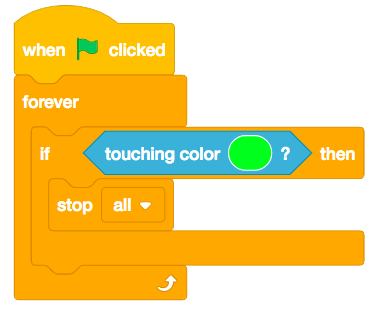 when clicked
forever
if touching color ? then
stop all